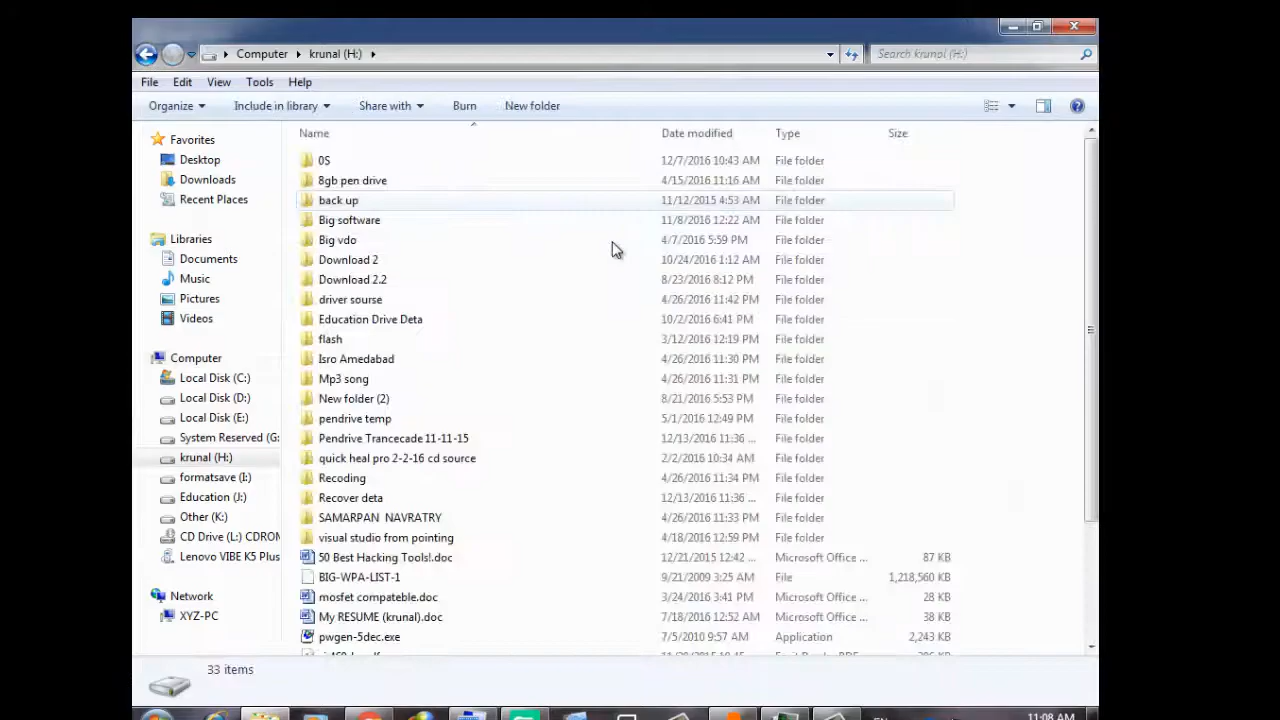 Computer krunal (H:) Search krunal (H:)
File Edit View Tools Help
Organize Include in library Share with Burn New folder
Name Date modified Type Size
Favorites
Desktop
Downloads
Recent Places
Libraries
Documents
Music
Pictures
Videos
Computer
Local Disk (C:)
Local Disk (D:)
Local Disk (E:)
System Reserved (G:
krunal (H:)
formatsave (I:)
Education (J:)
Other (K:)
CD Drive (L:) CDROM
Lenovo VIBE K5 Plus
Network
XYZ-PC
0S 12/7/2016 10:43 AM File folder
8gb pen drive 4/15/2016 11:16 AM File folder
back up 11/12/2015 4:53 AM File folder
Big software 11/8/2016 12:22 AM File folder
Big vdo 4/7/2016 5:59 PM File folder
Download 2 10/24/2016 1:12 AM File folder
Download 2.2 8/23/2016 8:12 PM File folder
driver sourse 4/26/2016 11:42 PM File folder
Education Drive Deta 10/2/2016 6:41 PM File folder
flash 3/12/2016 12:19 PM File folder
Isro Amedabad 4/26/2016 11:30 PM File folder
Mp3 song 4/26/2016 11:31 PM File folder
New folder (2) 8/21/2016 5:53 PM File folder
pendrive temp 5/1/2016 12:49 PM File folder
Pendrive Trancecade 11-11-15 12/13/2016 11:36 ... File folder
quick heal pro 2-2-16 cd source 2/2/2016 10:34 AM File folder
Recoding 4/26/2016 11:34 PM File folder
Recover deta 12/13/2016 11:36 ... File folder
SAMARPAN NAVRATRY 4/26/2016 11:33 PM File folder
visual studio from pointing 4/18/2016 12:59 PM File folder
50 Best Hacking Tools!.doc 12/21/2015 12:42 ... Microsoft Office ... 87 KB
BIG-WPA-LIST-1 9/21/2009 3:25 AM File 1,218,560 KB
mosfet compateble.doc 3/24/2016 3:41 PM Microsoft Office ... 28 KB
My RESUME (krunal).doc 7/18/2016 12:52 AM Microsoft Office ... 38 KB
pwgen-5dec.exe 7/5/2010 9:57 AM Application 2,243 KB
33 items
11:08 AM